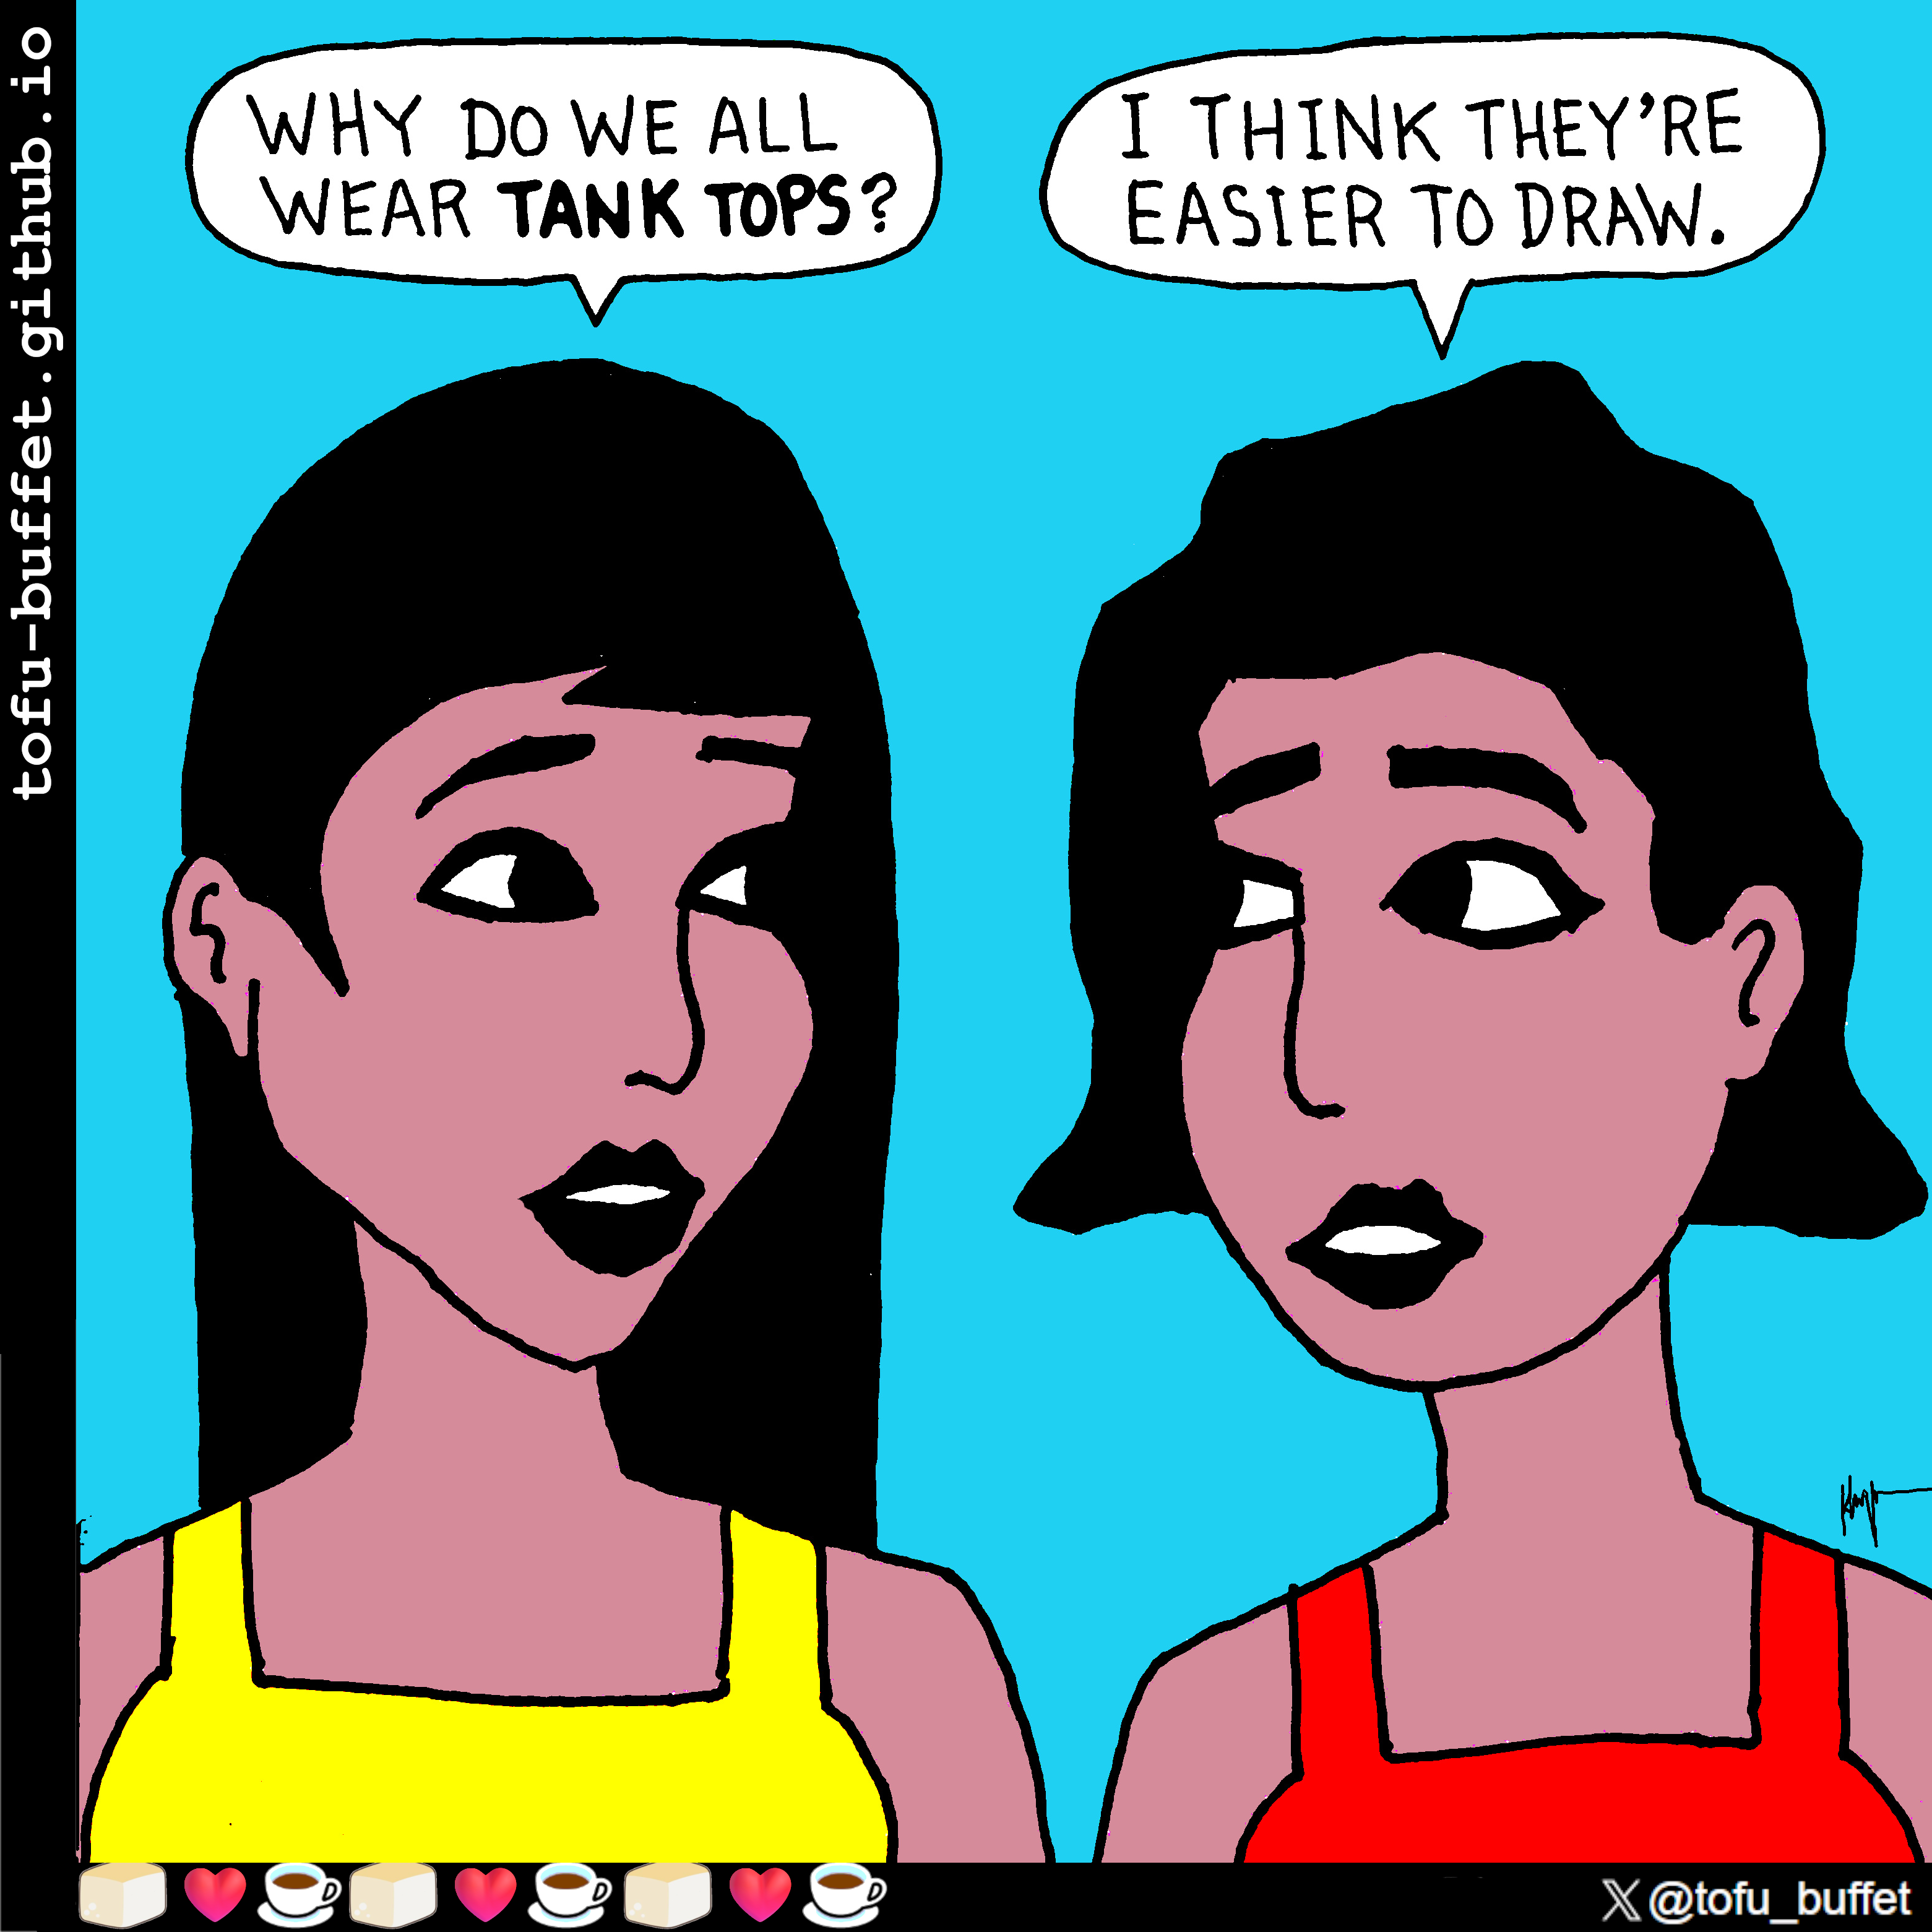 WHY DO WE ALL
WEAR TANK TOPS?
I THINK THEY'RE
EASIER TO DRAW.
tofu-buffet.github.io
𝕏 @tofu_buffet